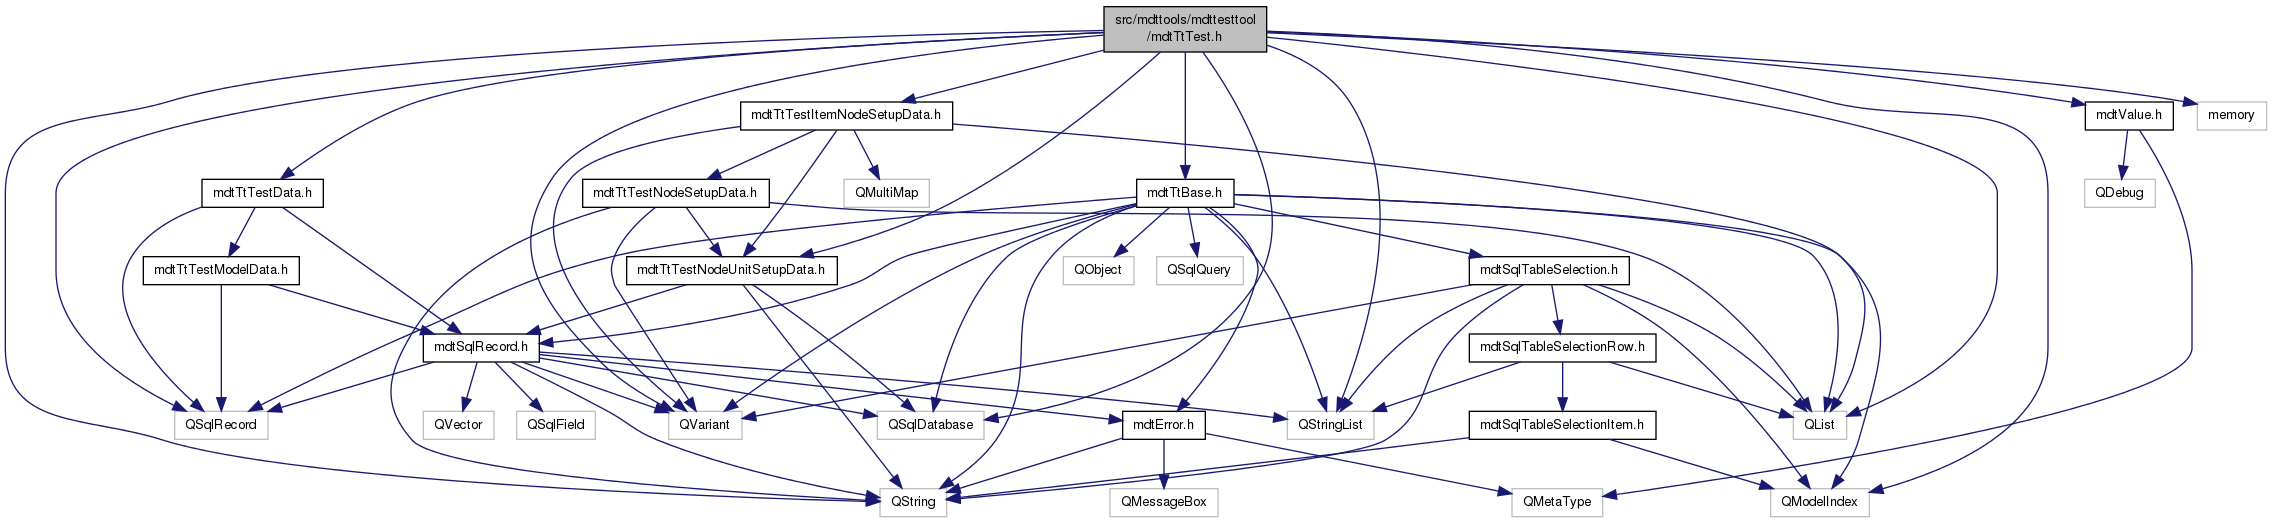 src/mdttools/mdttesttool
/mdtTtTest.h
mdtTtTestItemNodeSetupData.h
mdtValue.h
memory
mdtTtTestData.h
mdtTtTestNodeSetupData.h
QMultiMap
mdtTtBase.h
QDebug
mdtTtTestModelData.h
mdtTtTestNodeUnitSetupData.h
QObject
QSqlQuery
mdtSqlTableSelection.h
mdtSqlRecord.h
mdtSqlTableSelectionRow.h
QSqlRecord
QVector
QSqlField
QVariant
QSqlDatabase
mdtError.h
QStringList
mdtSqlTableSelectionItem.h
QList
QString
QMessageBox
QMetaType
QModelIndex